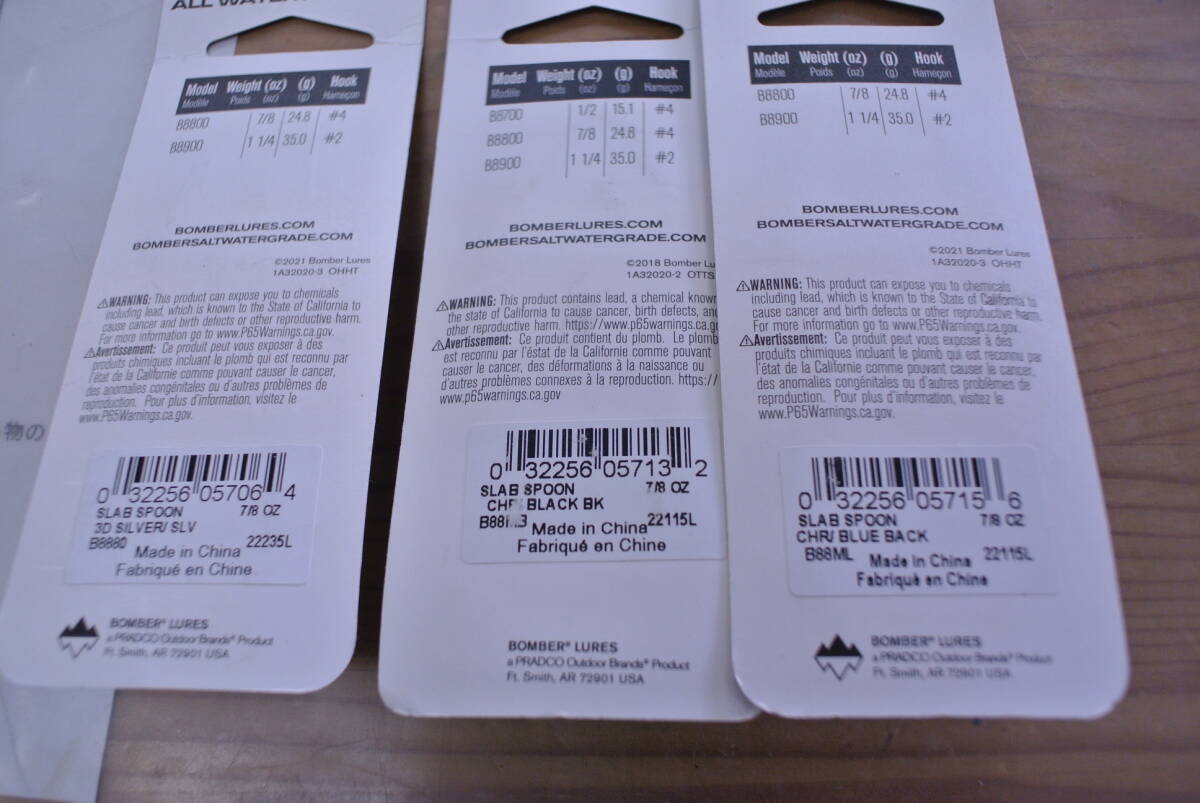 ALL WATER
Model Weight (oz) (g) Hook
Modèle Poids (oz) (g) Hameçon
B8800 7/8 24.8 #4
B8900 1 1/4 35.0 #2
BOMBERLURES.COM
BOMBERSALTWATERGRADE.COM
©2021 Bomber Lures
1A32020-3 OHHT
⚠WARNING: This product can expose you to chemicals
including lead, which is known to the State of California to
cause cancer and birth defects or other reproductive harm.
For more information go to www.P65Warnings.ca.gov.
⚠Avertissement: Ce produit peut vous exposer à des
produits chimiques incluant le plomb qui est reconnu par
l'état de la Californie comme pouvant causer le cancer,
des anomalies congénitales ou d'autres problèmes de
reproduction. Pour plus d'information, visitez le
www.P65Warnings.ca.gov.
0 32256 05706 4
SLAB SPOON 7/8 OZ
3D SILVER/ SLV
B8880 22235L
Made in China
Fabriqué en Chine
BOMBER® LURES
a PRADCO Outdoor Brands® Product
Ft. Smith, AR 72901 USA
物の
Model Weight (oz) (g) Hook
Modèle Poids (oz) (g) Hameçon
B8700 1/2 15.1 #4
B8800 7/8 24.8 #4
B8900 1 1/4 35.0 #2
BOMBERLURES.COM
BOMBERSALTWATERGRADE.COM
©2018 Bomber Lu
1A32020-2 OTTS
⚠WARNING: This product contains lead, a chemical known
the state of California to cause cancer, birth defects, and
other reproductive harm. https://www.p65warnings.ca.g
⚠Avertissement: Ce produit contient du plomb. Le plomb
est reconnu par l'état de la Californie comme pouvant
causer le cancer, des déformations à la naissance ou
d'autres problèmes connexes à la reproduction. https://
www.p65warnings.ca.gov
0 32256 05713 2
SLAB SPOON 7/8 OZ
BLACK BK
22115L
Made in China
Fabriqué en Chine
BOMBER® LURES
a PRADCO Outdoor Brands® Product
Ft. Smith, AR 72901 USA
Model Weight (oz) (g) Hook
Modèle Poids (oz) (g) Hameçon
B8800 7/8 24.8 #4
B8900 1 1/4 35.0 #2
BOMBERLURES.COM
BOMBERSALTWATERGRADE.COM
©2021 Bomber Lures
1A32020-3 OHHT
⚠WARNING: This product can expose you to chemicals
including lead, which is known to the State of California to
cause cancer and birth defects or other reproductive harm.
For more information go to www.P65Warnings.ca.gov.
⚠Avertissement: Ce produit peut vous exposer à des
produits chimiques incluant le plomb qui est reconnu par
l'état de la Californie comme pouvant causer le cancer,
des anomalies congénitales ou d'autres problèmes de
reproduction. Pour plus d'information, visitez le
www.P65Warnings.ca.gov.
0 32256 05715 6
SLAB SPOON 7/8 OZ
CHR/ BLUE BACK
B88ML 22115L
Made in China
Fabriqué en Chine
BOMBER® LURES
a PRADCO Outdoor Brands® Product
Ft. Smith, AR 72901 USA